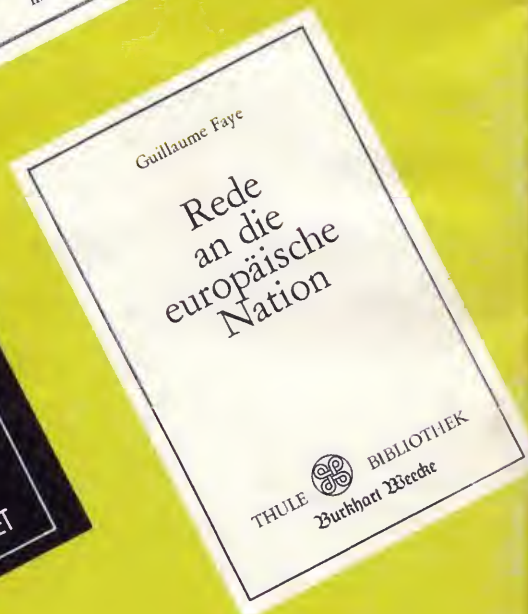 Guillaume Faye
Rede
an die
europäische
Nation
THULE BIBLIOTHEK
Burkhart Weecke